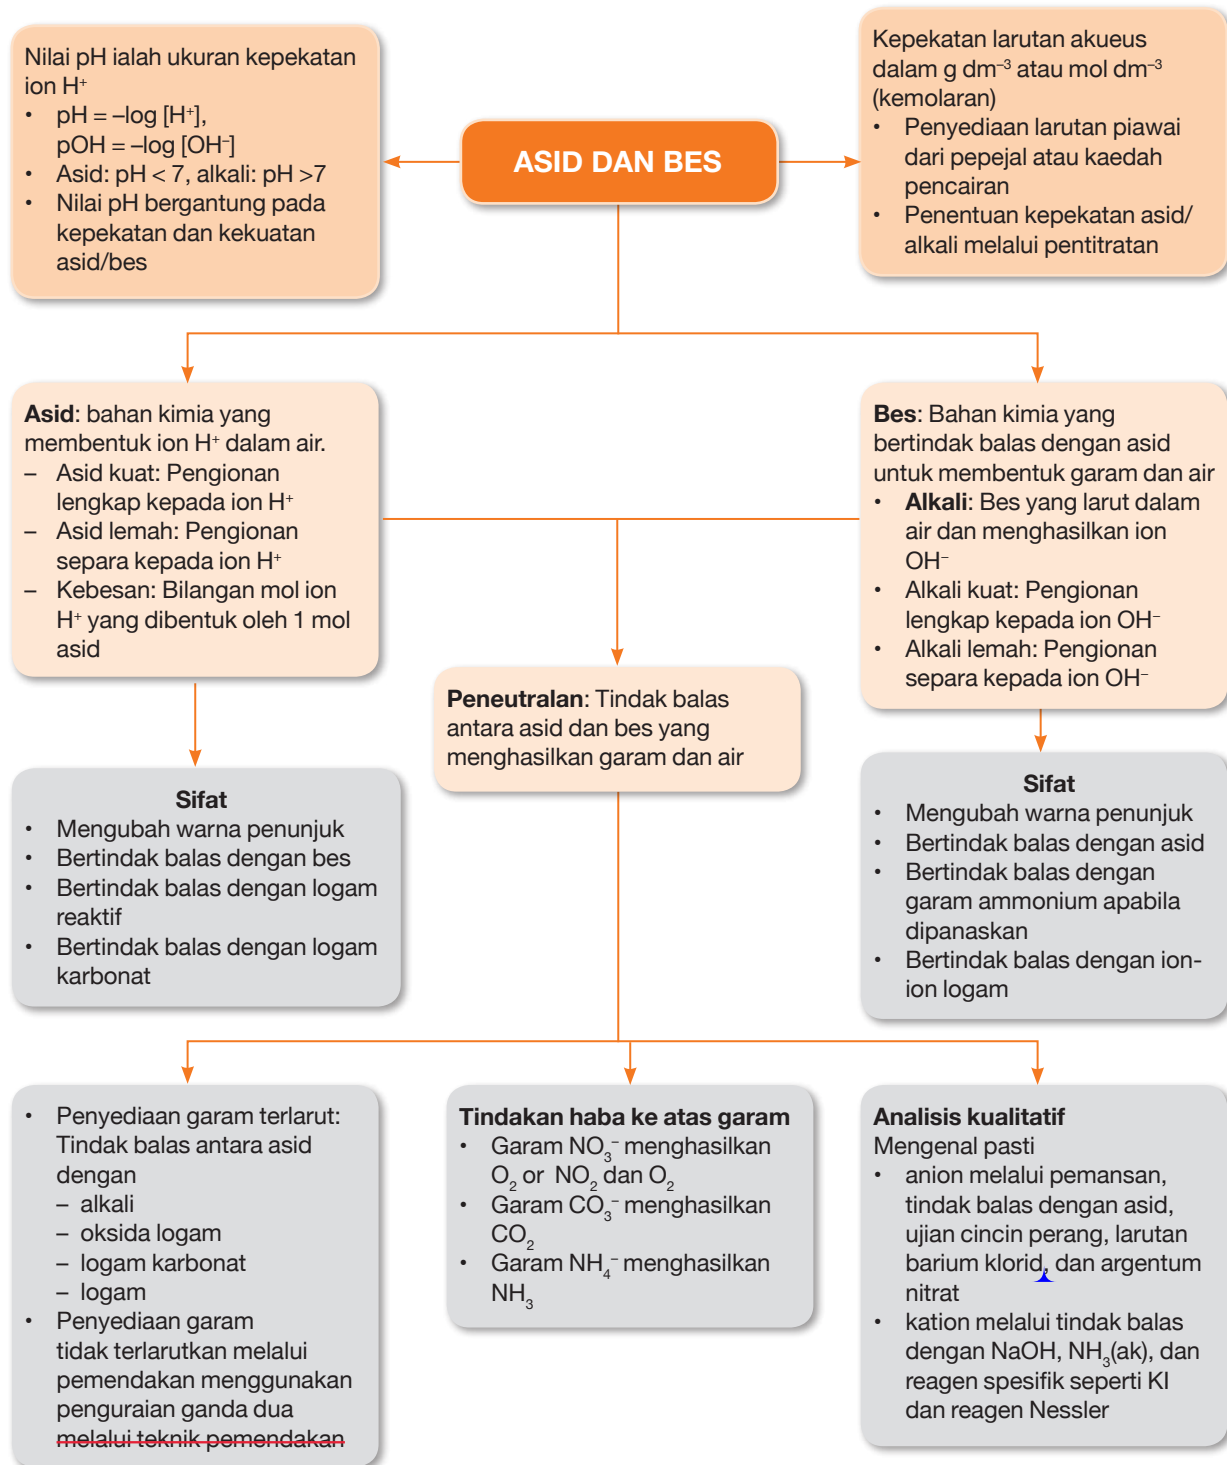 Nilai pH ialah ukuran kepekatan
ion H⁺
• pH = –log [H⁺],
pOH = –log [OH⁻]
• Asid: pH < 7, alkali: pH >7
• Nilai pH bergantung pada
kepekatan dan kekuatan
asid/bes
ASID DAN BES
Kepekatan larutan akueus
dalam g dm⁻³ atau mol dm⁻³
(kemolaran)
• Penyediaan larutan piawai
dari pepejal atau kaedah
pencairan
• Penentuan kepekatan asid/
alkali melalui pentitratan
Asid: bahan kimia yang
membentuk ion H⁺ dalam air.
– Asid kuat: Pengionan
lengkap kepada ion H⁺
– Asid lemah: Pengionan
separa kepada ion H⁺
– Kebesan: Bilangan mol ion
H⁺ yang dibentuk oleh 1 mol
asid
Bes: Bahan kimia yang
bertindak balas dengan asid
untuk membentuk garam dan air
• Alkali: Bes yang larut dalam
air dan menghasilkan ion
OH⁻
• Alkali kuat: Pengionan
lengkap kepada ion OH⁻
• Alkali lemah: Pengionan
separa kepada ion OH⁻
Peneutralan: Tindak balas
antara asid dan bes yang
menghasilkan garam dan air
Sifat
• Mengubah warna penunjuk
• Bertindak balas dengan bes
• Bertindak balas dengan logam
reaktif
• Bertindak balas dengan logam
karbonat
Sifat
• Mengubah warna penunjuk
• Bertindak balas dengan asid
• Bertindak balas dengan
garam ammonium apabila
dipanaskan
• Bertindak balas dengan ion-
ion logam
• Penyediaan garam terlarut:
Tindak balas antara asid
dengan
– alkali
– oksida logam
– logam karbonat
– logam
• Penyediaan garam
tidak terlarutkan melalui
pemendakan menggunakan
penguraian ganda dua
melalui teknik pemendakan
Tindakan haba ke atas garam
• Garam NO₃⁻ menghasilkan
O₂ or NO₂ dan O₂
• Garam CO₃⁻ menghasilkan
CO₂
• Garam NH₄⁻ menghasilkan
NH₃
Analisis kualitatif
Mengenal pasti
• anion melalui pemansan,
tindak balas dengan asid,
ujian cincin perang, larutan
barium klorid, dan argentum
nitrat
• kation melalui tindak balas
dengan NaOH, NH₃(ak), dan
reagen spesifik seperti KI
dan reagen Nessler